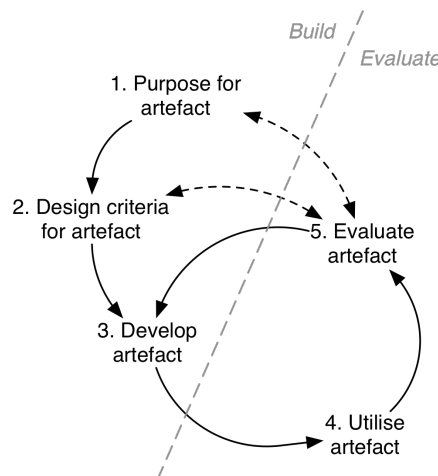 Build
Evaluate
1. Purpose for
artefact
2. Design criteria
for artefact
5. Evaluate
artefact
3. Develop
artefact
4. Utilise
artefact